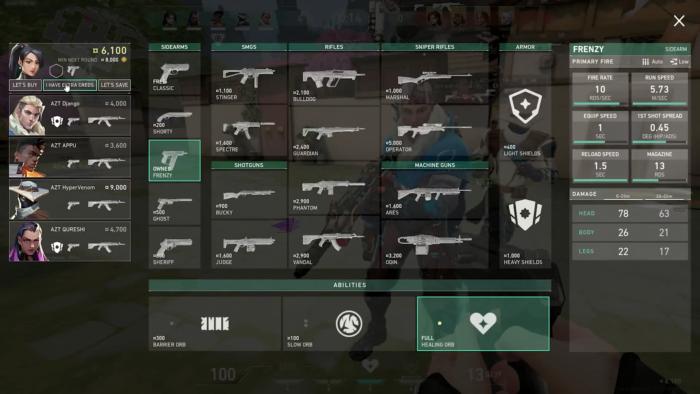 ¤ 6,100
MIN NEXT ROUND: ¤ 8,000
LET'S BUY
I HAVE EXTRA CREDS
LET'S SAVE
AZT Django
¤ 4,000
AZT APPU
¤ 3,600
AZT HyperVenom
¤ 9,000
AZT QURESHI
¤ 4,700
SIDEARMS
FREE
CLASSIC
¤200
SHORTY
OWNED
FRENZY
¤500
GHOST
SHERIFF
SMGS
¤1,100
STINGER
¤1,600
SPECTRE
SHOTGUNS
¤900
BUCKY
¤1,600
JUDGE
RIFLES
¤2,100
BULLDOG
¤2,400
GUARDIAN
¤2,900
PHANTOM
¤2,900
VANDAL
SNIPER RIFLES
¤1,000
MARSHAL
¤5,000
OPERATOR
MACHINE GUNS
¤1,600
ARES
¤3,200
ODIN
ARMOR
¤400
LIGHT SHIELDS
¤1,000
HEAVY SHIELDS
ABILITIES
¤300
BARRIER ORB
¤100
SLOW ORB
FULL
HEALING ORB
FRENZY
SIDEARM
PRIMARY FIRE
Auto
Low
FIRE RATE
10
RDS/SEC
RUN SPEED
5.73
M/SEC
EQUIP SPEED
1
SEC
1ST SHOT SPREAD
0.45
DEG (HIP/ADS)
RELOAD SPEED
1.5
SEC
MAGAZINE
13
RDS
DAMAGE
HEAD 78 63
BODY 26 21
LEGS 22 17
100
13